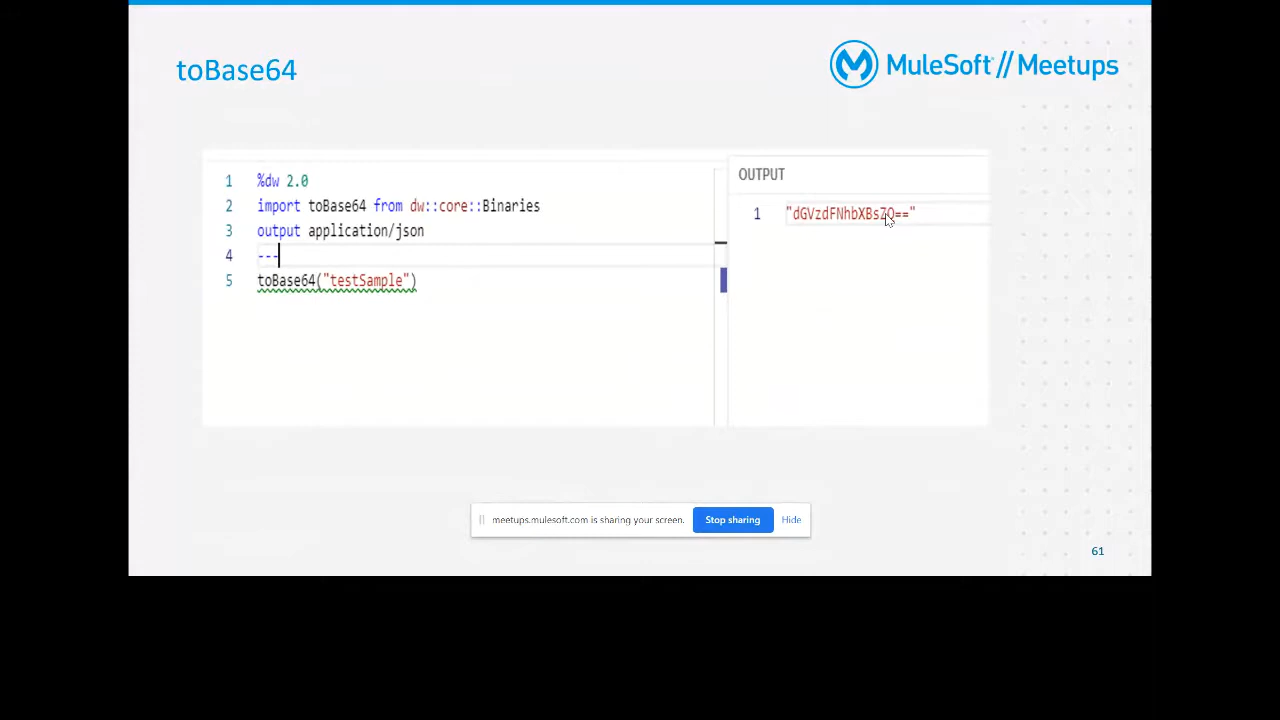 toBase64
MuleSoft // Meetups
1 %dw 2.0
2 import toBase64 from dw::core::Binaries
3 output application/json
4 ---
5 toBase64("testSample")
OUTPUT
1 "dGVzdFNhbXBsZQ=="
meetups.mulesoft.com is sharing your screen.
Stop sharing
Hide
61